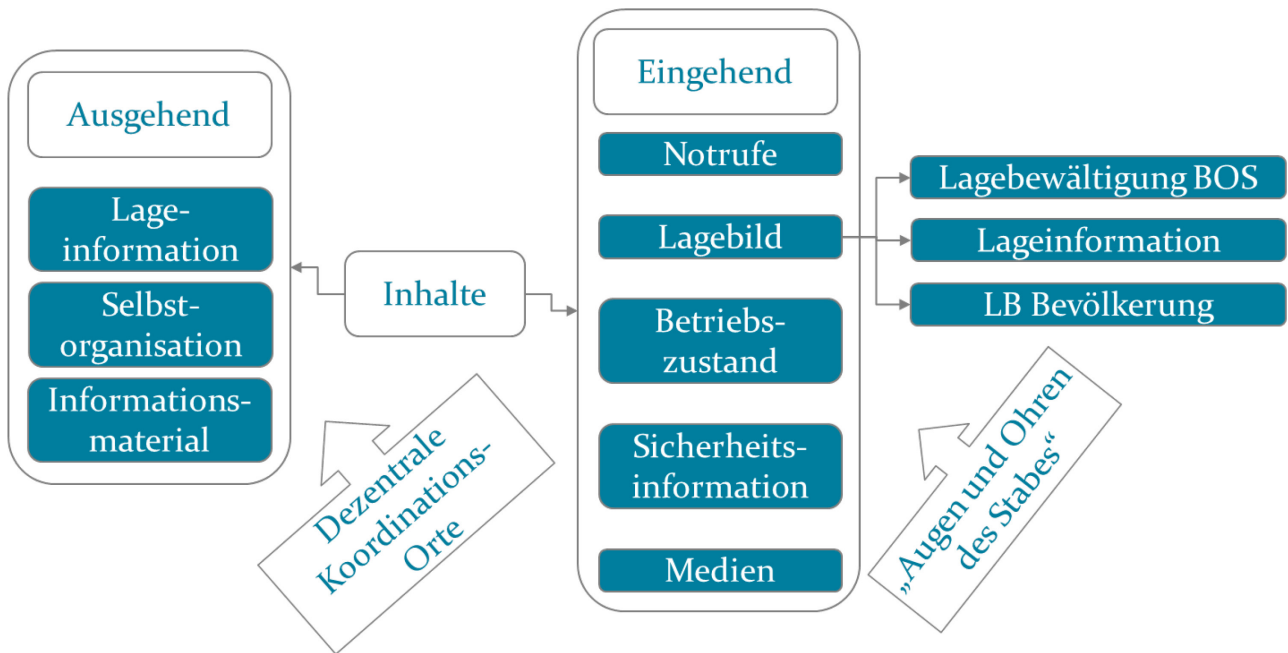 Ausgehend
Lage-
information
Selbst-
organisation
Informations-
material
Inhalte
Dezentrale
Koordinations-
Orte
Eingehend
Notrufe
Lagebild
Betriebs-
zustand
Sicherheits-
information
Medien
Lagebewältigung BOS
Lageinformation
LB Bevölkerung
„Augen und Ohren
des Stabes“